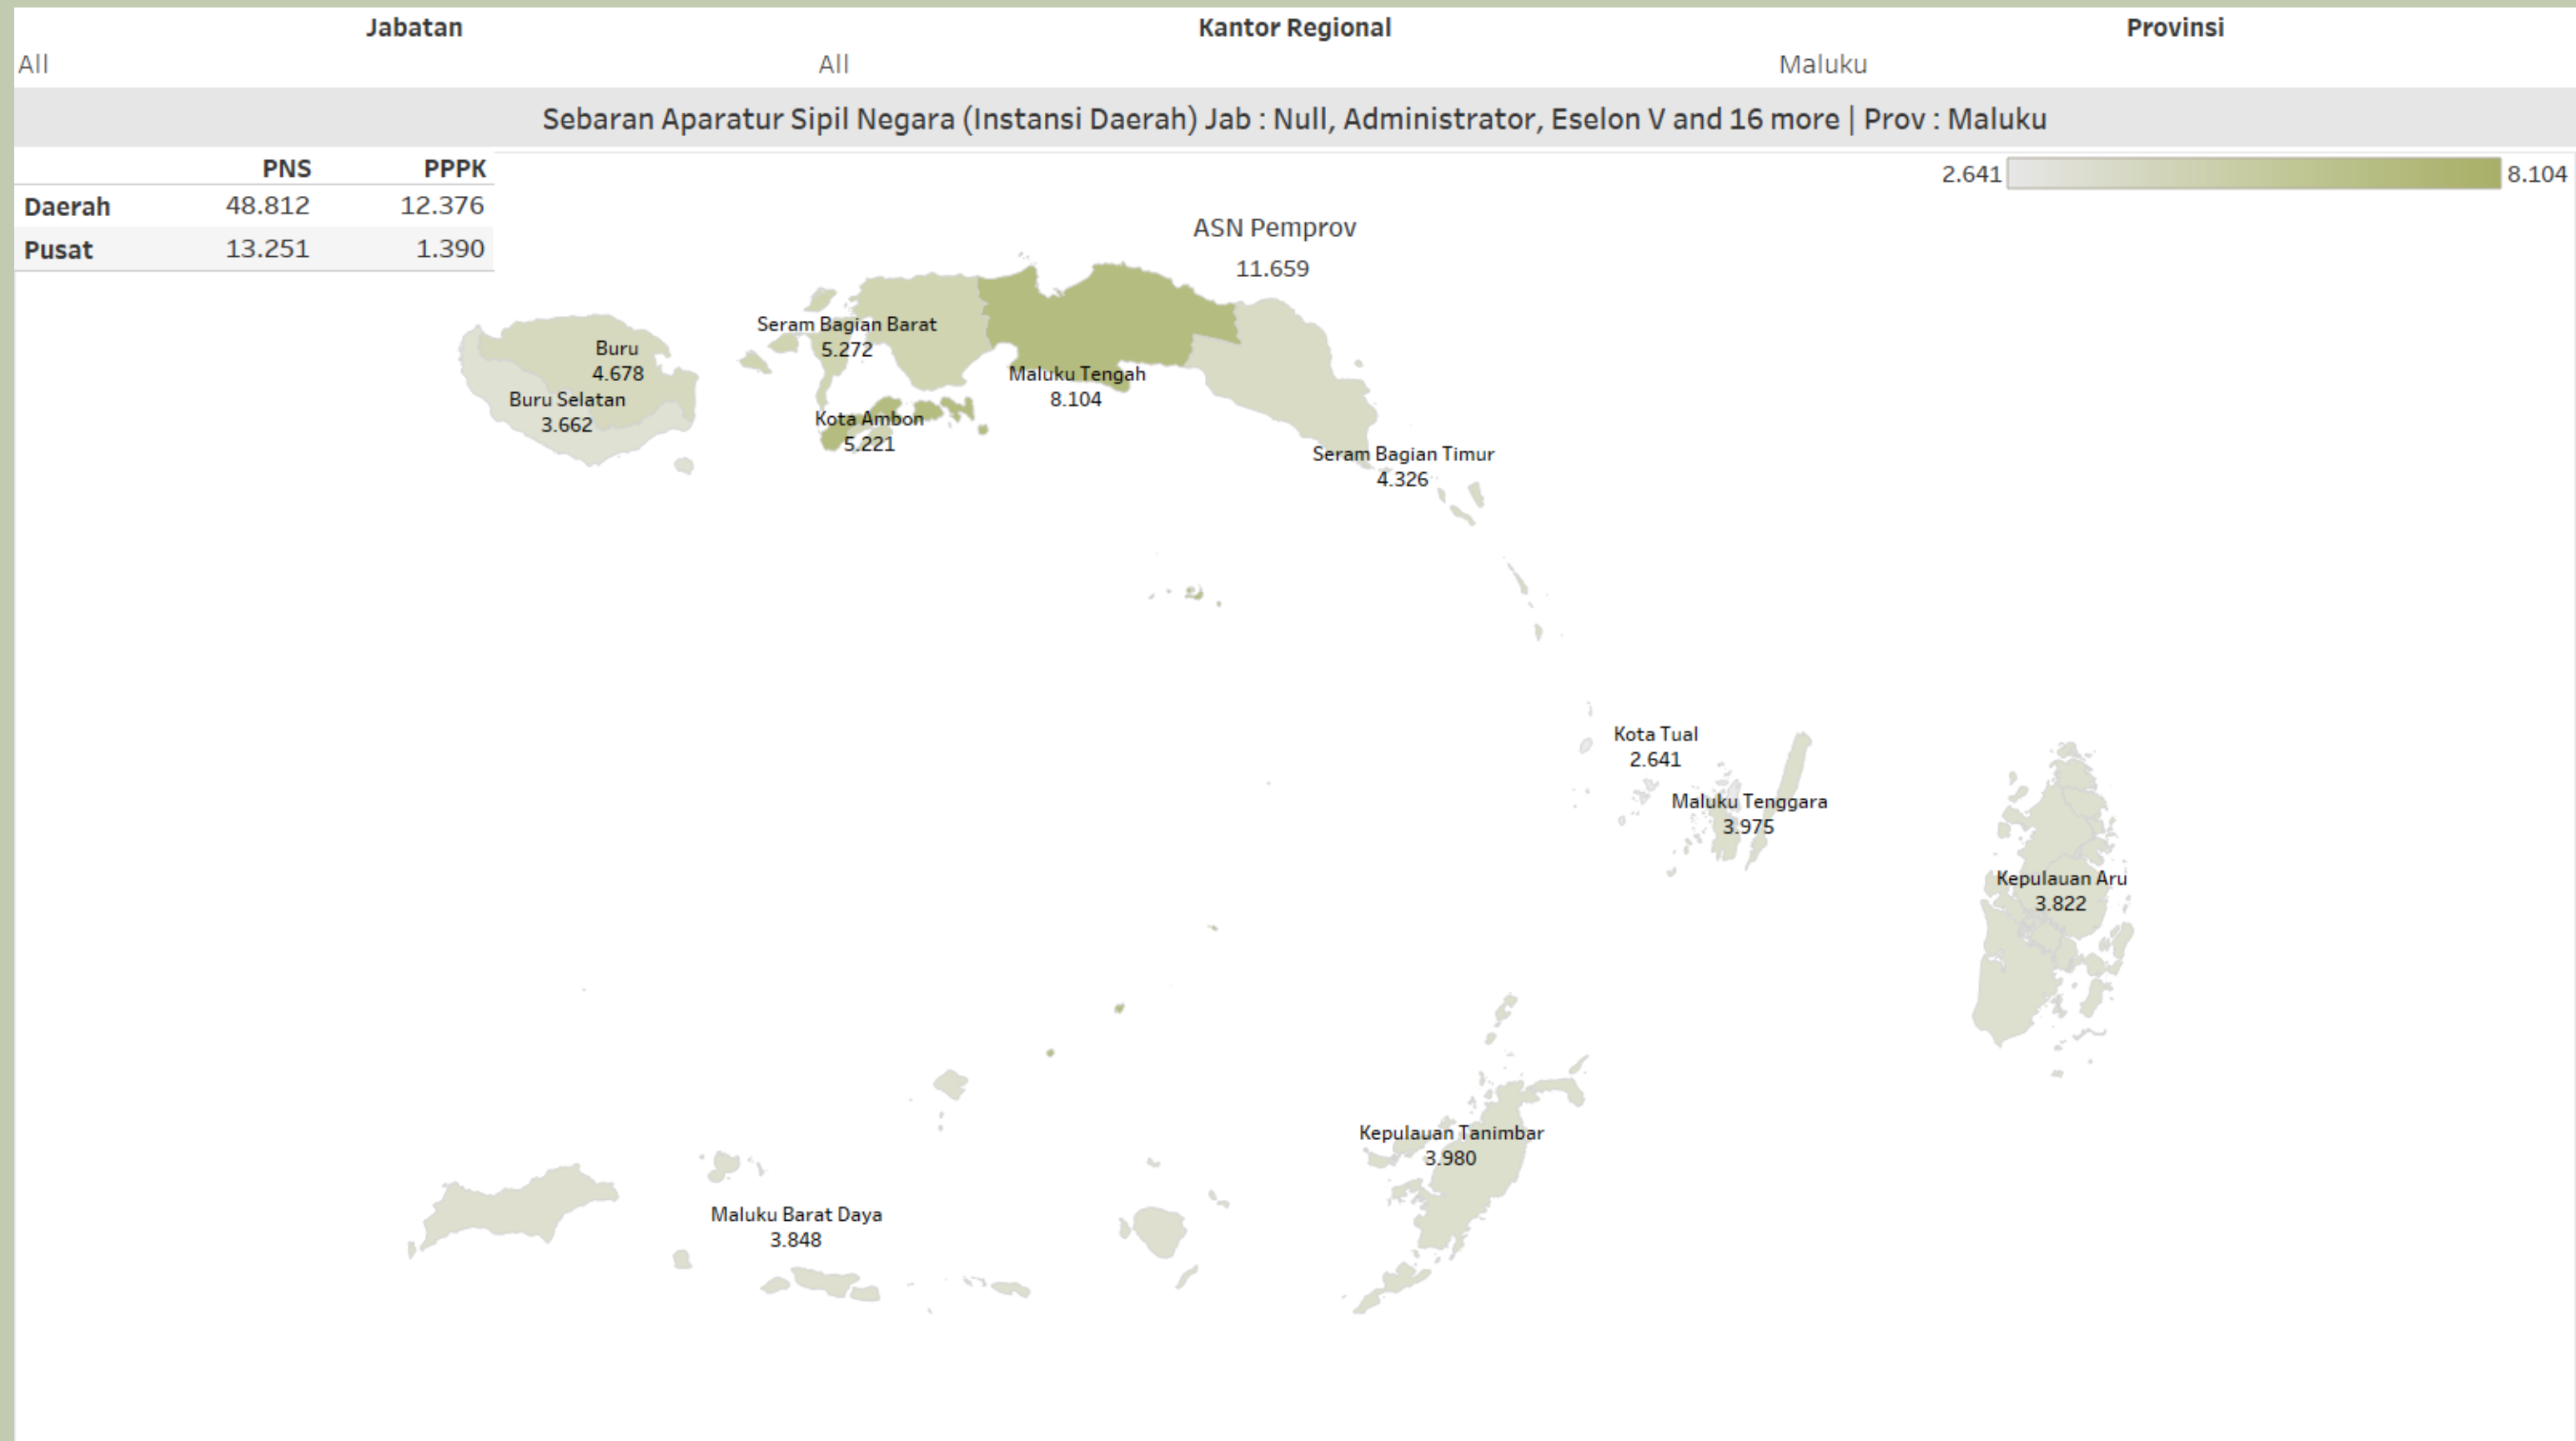 Jabatan Kantor Regional Provinsi
All All Maluku
Sebaran Aparatur Sipil Negara (Instansi Daerah) Jab : Null, Administrator, Eselon V and 16 more | Prov : Maluku
PNS PPPK
Daerah 48.812 12.376
Pusat 13.251 1.390
2.641 8.104
ASN Pemprov
11.659
Seram Bagian Barat
5.272
Buru
4.678
Buru Selatan
3.662
Maluku Tengah
8.104
Kota Ambon
5.221
Seram Bagian Timur
4.326
Kota Tual
2.641
Maluku Tenggara
3.975
Kepulauan Aru
3.822
Kepulauan Tanimbar
3.980
Maluku Barat Daya
3.848